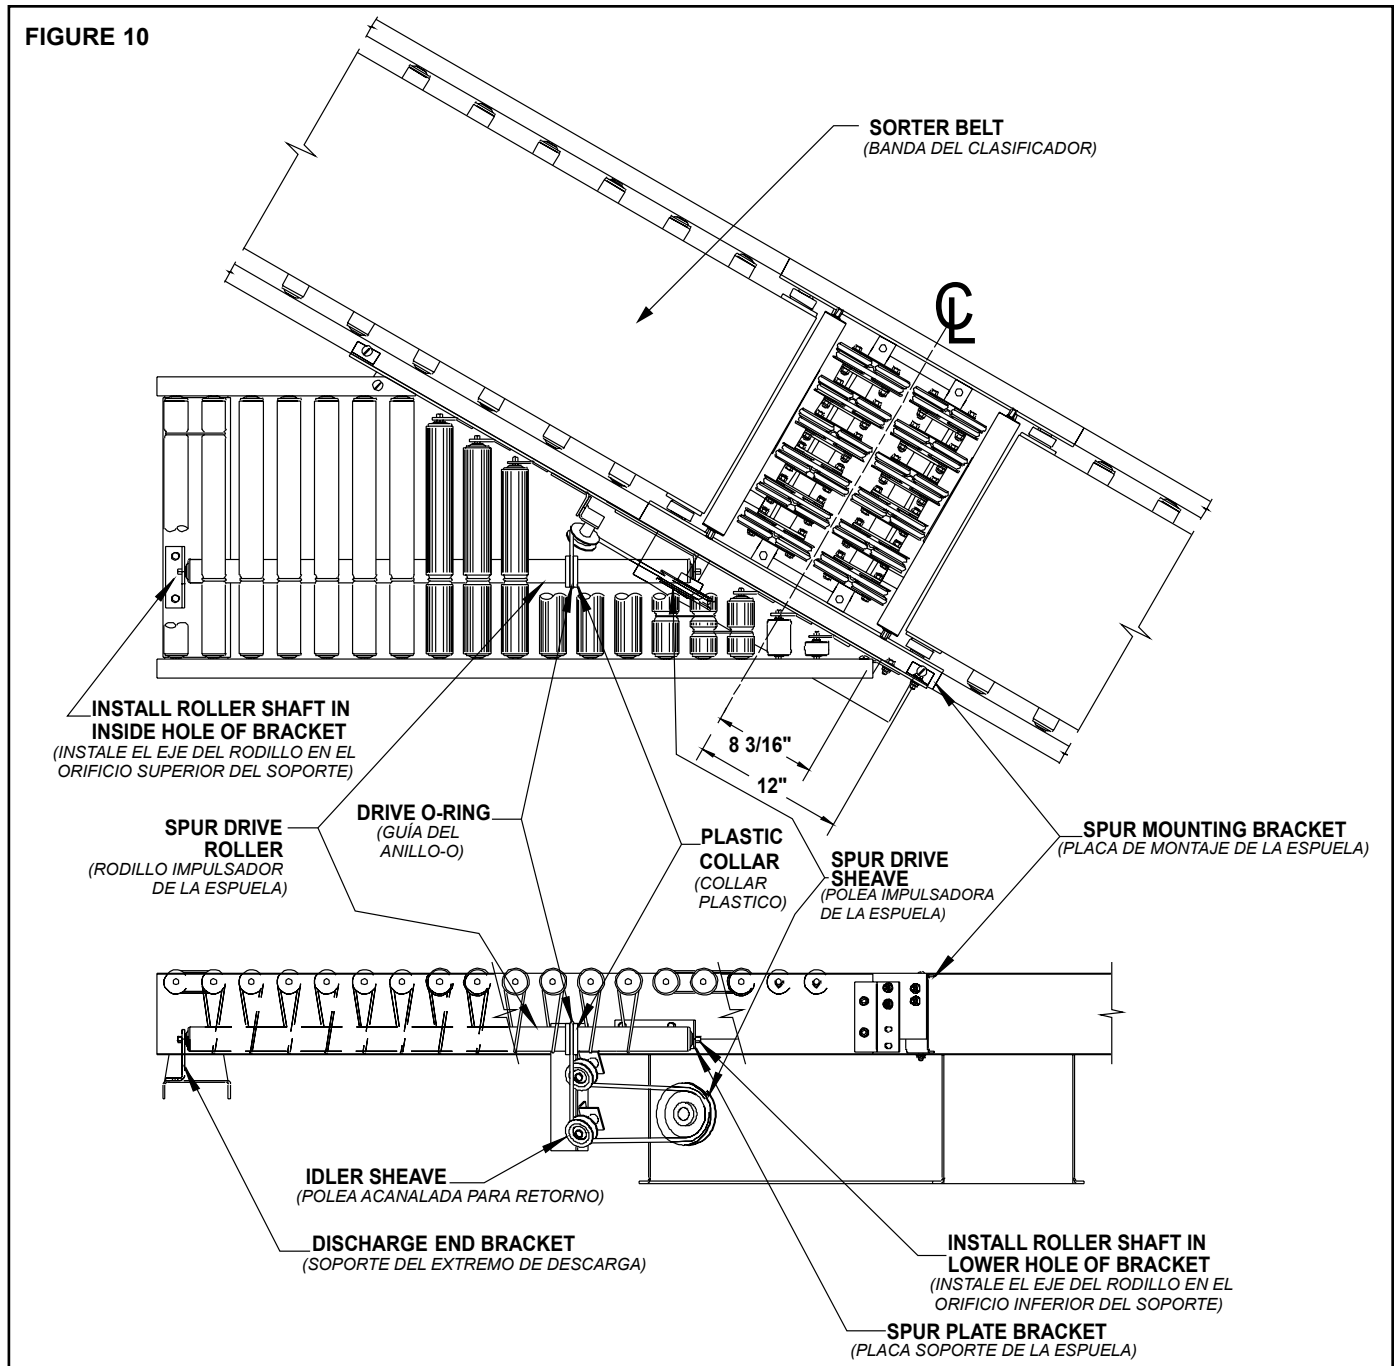 FIGURE 10
SORTER BELT
(BANDA DEL CLASIFICADOR)
CL
INSTALL ROLLER SHAFT IN
INSIDE HOLE OF BRACKET
(INSTALE EL EJE DEL RODILLO EN EL
ORIFICIO SUPERIOR DEL SOPORTE)
8 3/16"
12"
SPUR DRIVE
ROLLER
(RODILLO IMPULSADOR
DE LA ESPUELA)
DRIVE O-RING
(GUÍA DEL
ANILLO-O)
PLASTIC
COLLAR
(COLLAR
PLASTICO)
SPUR DRIVE
SHEAVE
(POLEA IMPULSADORA
DE LA ESPUELA)
SPUR MOUNTING BRACKET
(PLACA DE MONTAJE DE LA ESPUELA)
IDLER SHEAVE
(POLEA ACANALADA PARA RETORNO)
DISCHARGE END BRACKET
(SOPORTE DEL EXTREMO DE DESCARGA)
INSTALL ROLLER SHAFT IN
LOWER HOLE OF BRACKET
(INSTALE EL EJE DEL RODILLO EN EL
ORIFICIO INFERIOR DEL SOPORTE)
SPUR PLATE BRACKET
(PLACA SOPORTE DE LA ESPUELA)